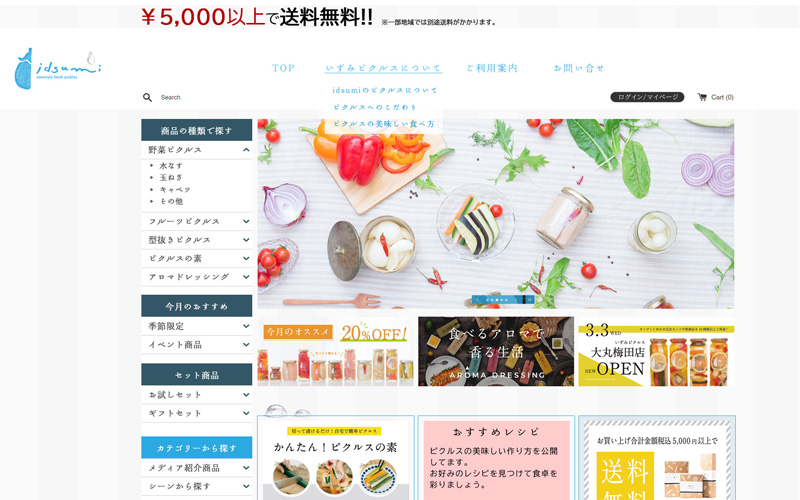 ¥5,000以上で送料無料!! ※一部地域では別途送料がかかります。
idsumi
TOP いずみピクルスについて ご利用案内 お問い合せ
idsumiのピクルスについて
ピクルスへのこだわり
ピクルスの美味しい食べ方
Search
ログイン/マイページ
Cart (0)
商品の種類で探す
野菜ピクルス
水なす
玉ねぎ
キャベツ
その他
フルーツピクルス
型抜きピクルス
ピクルスの素
アロマドレッシング
今月のおすすめ
季節限定
イベント商品
セット商品
お試しセット
ギフトセット
カテゴリーから探す
メディア紹介商品
シーンから探す
今月のオススメ
20%OFF!
食べるアロマで
香る生活
AROMA DRESSING
3.3 WED
いずみピクルス
大丸梅田店
NEW OPEN
切って漬けるだけ!自宅で簡単ピクルス
かんたん!ピクルスの素
おすすめレシピ
ピクルスの美味しい作り方を公開
してます。
お好みのレシピを見つけて食卓を
彩りましょう。
お買い上げ合計金額税込5,000円以上で
送料
無料